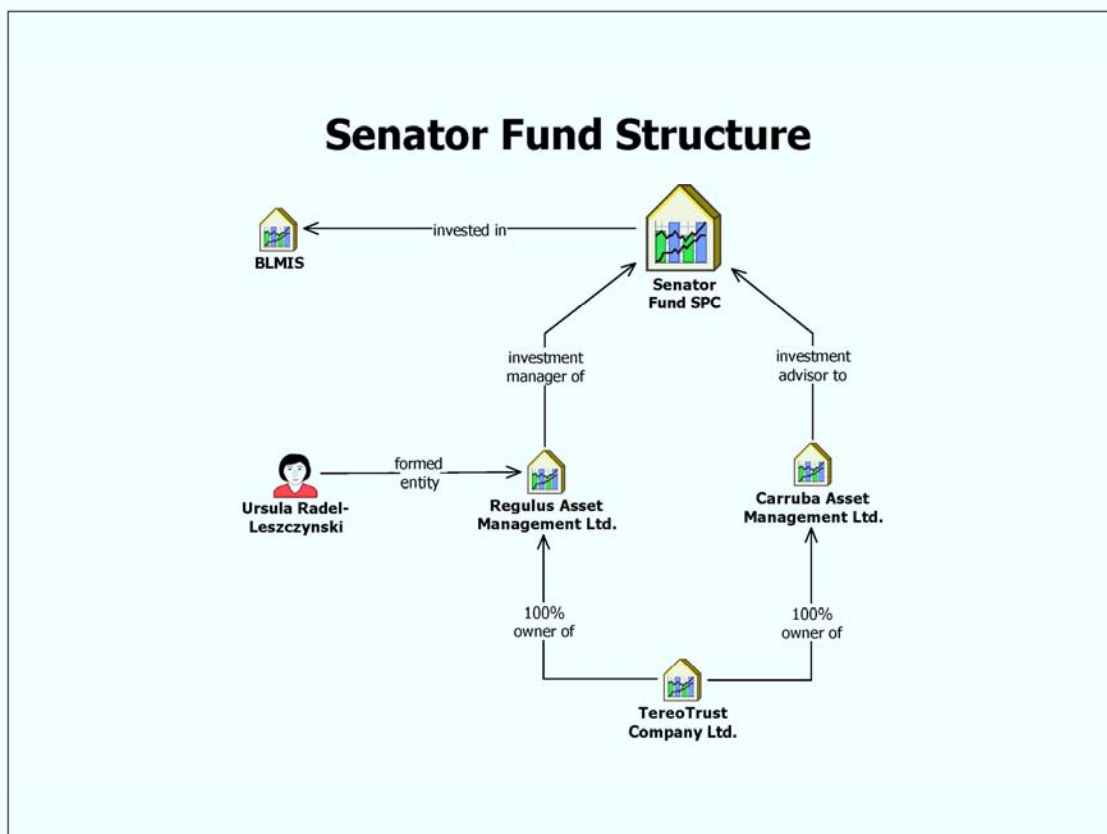 Senator Fund Structure
invested in
BLMIS
Senator
Fund SPC
investment
manager of
investment
advisor to
formed
entity
Ursula Radel-
Leszczynski
Regulus Asset
Management Ltd.
Carruba Asset
Management Ltd.
100%
owner of
100%
owner of
TereoTrust
Company Ltd.